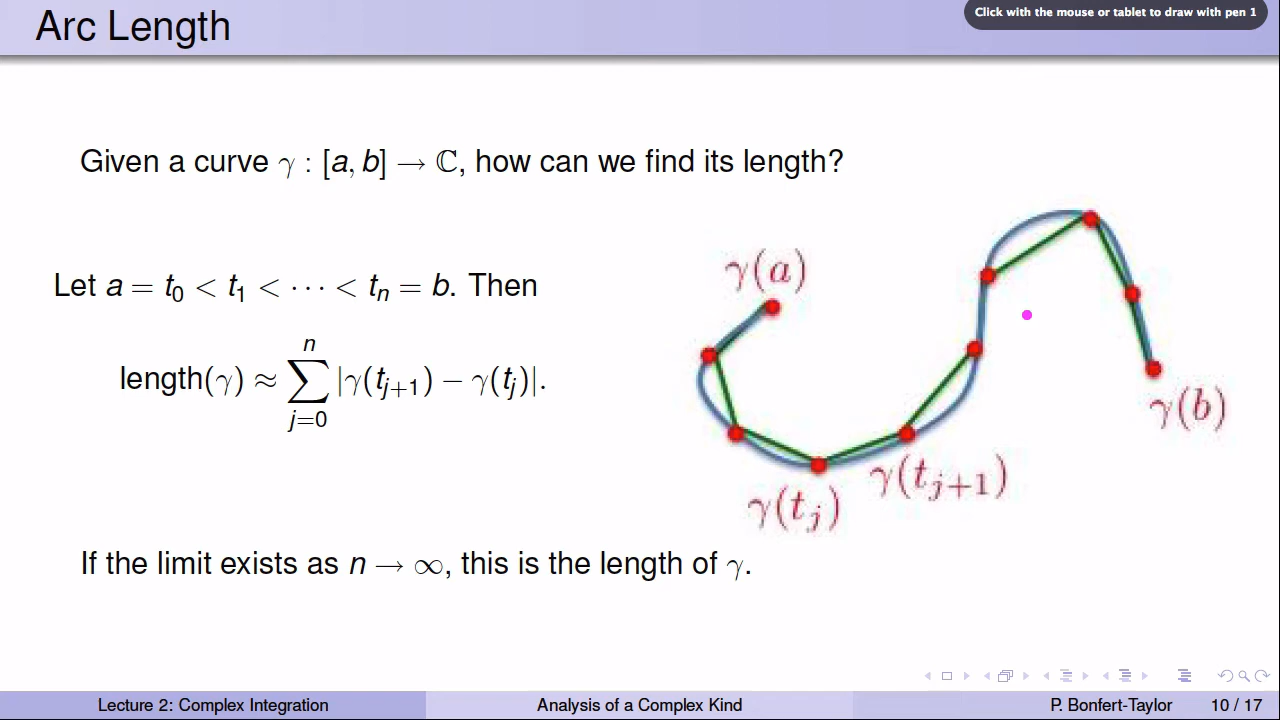 Arc Length
Click with the mouse or tablet to draw with pen 1
Given a curve γ : [a, b] → ℂ, how can we find its length?
Let a = t₀ < t₁ < ⋯ < tₙ = b. Then
length(γ) ≈ ∑_{j=0}^{n} |γ(t_{j+1}) − γ(t_j)|.
γ(a)
γ(b)
γ(t_{j+1})
γ(t_j)
If the limit exists as n → ∞, this is the length of γ.
Lecture 2: Complex Integration Analysis of a Complex Kind P. Bonfert-Taylor 10 / 17